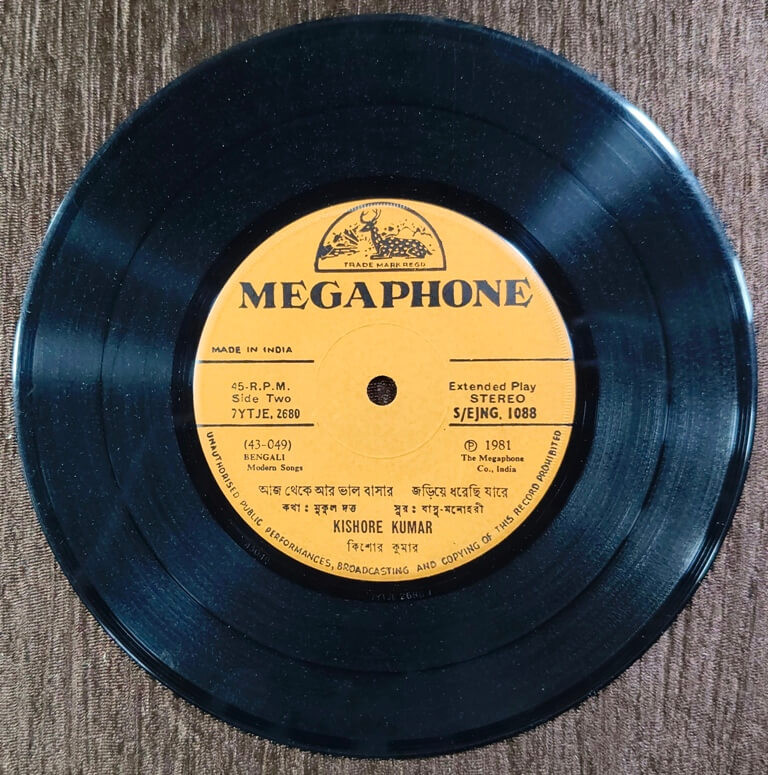 TRADE MARK REGD
MEGAPHONE
MADE IN INDIA
45-R.P.M.
Side Two
7YTJE, 2680
Extended Play
STEREO
S/EJNG, 1088
(43-049)
BENGALI
Modern Songs
℗ 1981
The Megaphone
Co., India
আজ থেকে আর ভাল বাসার জড়িয়ে ধরেছি যারে
কথা : মুকুল দত্ত সুর : বাসু-মনোহরী
KISHORE KUMAR
কিশোর কুমার
UNAUTHORISED PUBLIC PERFORMANCES, BROADCASTING AND COPYING OF THIS RECORD PROHIBITED